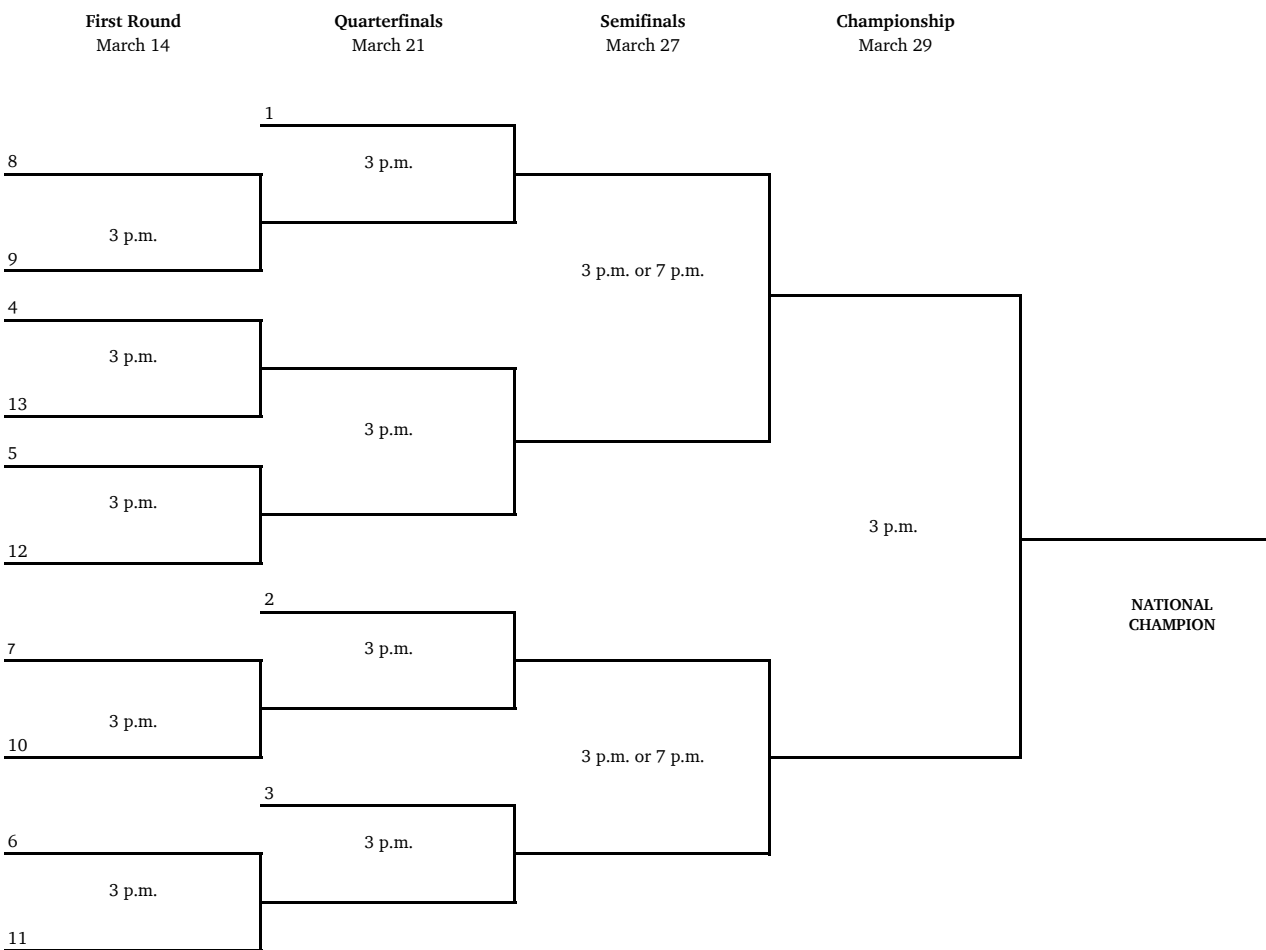 First Round
March 14
Quarterfinals
March 21
Semifinals
March 27
Championship
March 29
1
3 p.m.
8
3 p.m.
9
3 p.m. or 7 p.m.
4
3 p.m.
13
3 p.m.
5
3 p.m.
12
3 p.m.
2
NATIONAL
CHAMPION
3 p.m.
7
3 p.m.
10
3 p.m. or 7 p.m.
3
3 p.m.
6
3 p.m.
11